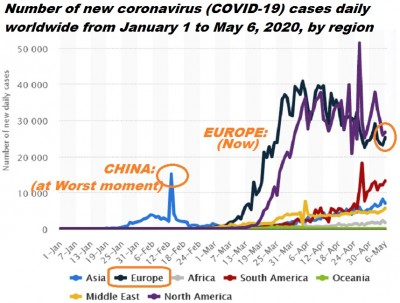 Number of new coronavirus (COVID-19) cases daily
worldwide from January 1 to May 6, 2020, by region
Number of new daily cases
50 000
40 000
30 000
20 000
10 000
0
EUROPE:
(Now)
CHINA:
(at Worst moment)
1-Jan
7-Jan
13-Jan
19-Jan
25-Jan
31-Jan
6-Feb
12-Feb
18-Feb
24-Feb
1-Mar
7-Mar
13-Mar
19-Mar
25-Mar
31-Mar
6-Apr
12-Apr
18-Apr
24-Apr
30-Apr
6-May
Asia Europe Africa South America Oceania
Middle East North America